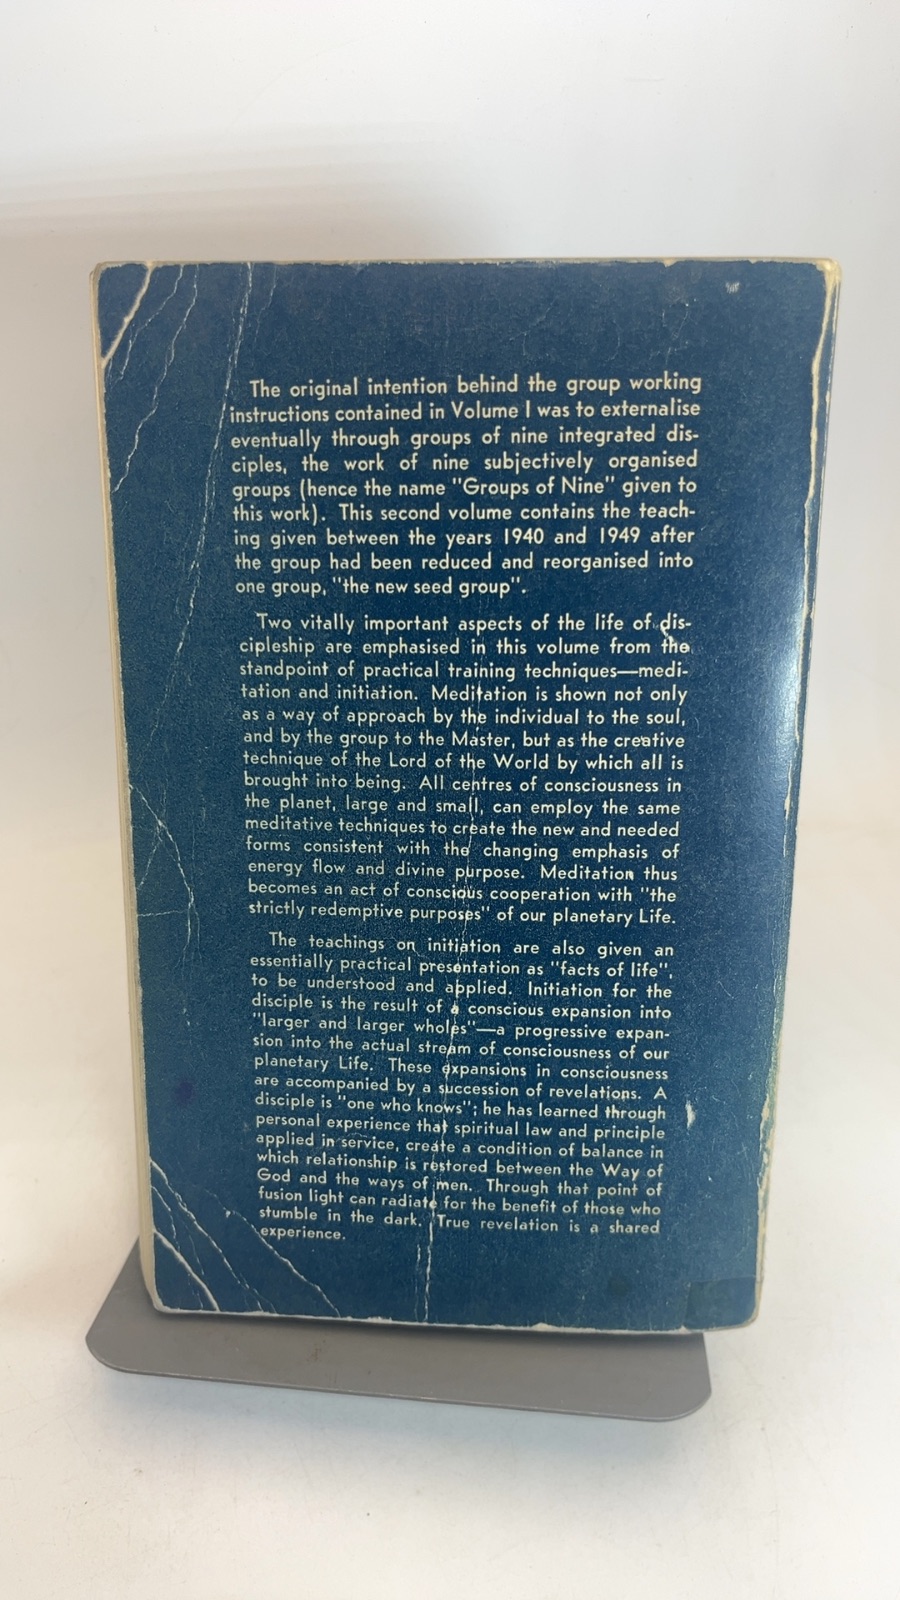 The original intention behind the group working
instructions contained in Volume I was to externalise
eventually through groups of nine integrated dis-
ciples, the work of nine subjectively organised
groups (hence the name "Groups of Nine" given to
this work). This second volume contains the teach-
ing given between the years 1940 and 1949 after
the group had been reduced and reorganised into
one group, "the new seed group".
Two vitally important aspects of the life of dis-
cipleship are emphasised in this volume from the
standpoint of practical training techniques—medi-
tation and initiation. Meditation is shown not only
as a way of approach by the individual to the soul,
and by the group to the Master, but as the creative
technique of the Lord of the World by which all is
brought into being. All centres of consciousness in
the planet, large and small, can employ the same
meditative techniques to create the new and needed
forms consistent with the changing emphasis of
energy flow and divine purpose. Meditation thus
becomes an act of conscious cooperation with "the
strictly redemptive purposes" of our planetary Life.
The teachings on initiation are also given an
essentially practical presentation as "facts of life",
to be understood and applied. Initiation for the
disciple is the result of a conscious expansion into
"larger and larger wholes"—a progressive expan-
sion into the actual stream of consciousness of our
planetary Life. These expansions in consciousness
are accompanied by a succession of revelations. A
disciple is "one who knows"; he has learned through
personal experience that spiritual law and principle
applied in service, create a condition of balance in
which relationship is restored between the Way of
God and the ways of men. Through that point of
fusion light can radiate for the benefit of those who
stumble in the dark. True revelation is a shared
experience.